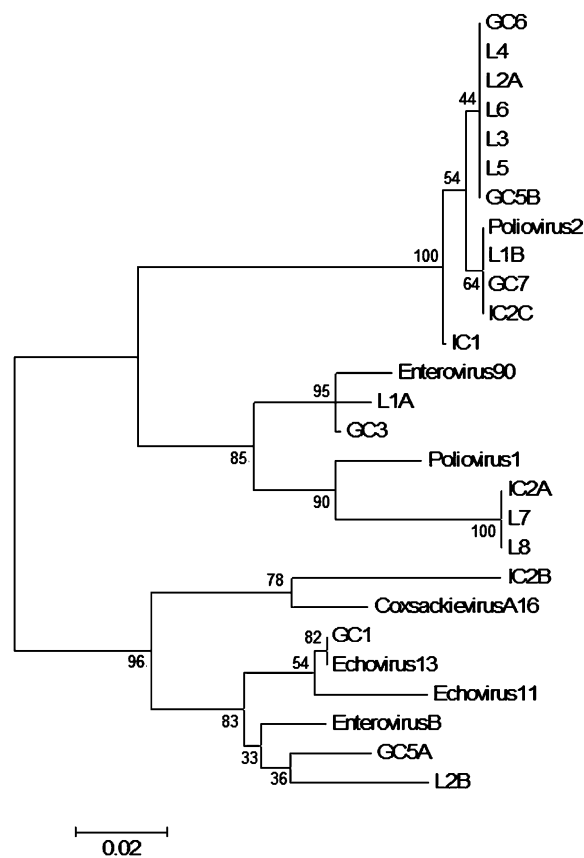 GC6
L4
L2A
44
L6
L3
L5
54
GC5B
Poliovirus2
100
L1B
64
GC7
IC2C
IC1
Enterovirus90
95
L1A
GC3
85
Poliovirus1
90
IC2A
L7
100
L8
78
IC2B
CoxsackievirusA16
82
GC1
96
54
Echovirus13
Echovirus11
83
EnterovirusB
33
GC5A
36
L2B
0.02